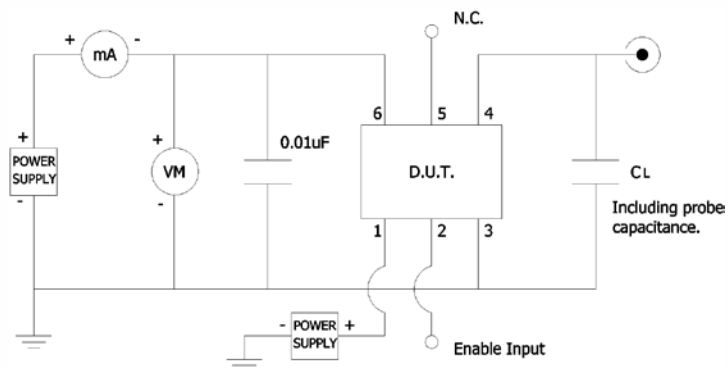 N.C.
+ mA -
6 5 4
+
POWER
SUPPLY
-
+
VM
-
0.01uF
D.U.T.
CL
Including probe
capacitance.
1 2 3
- POWER
SUPPLY +
Enable Input